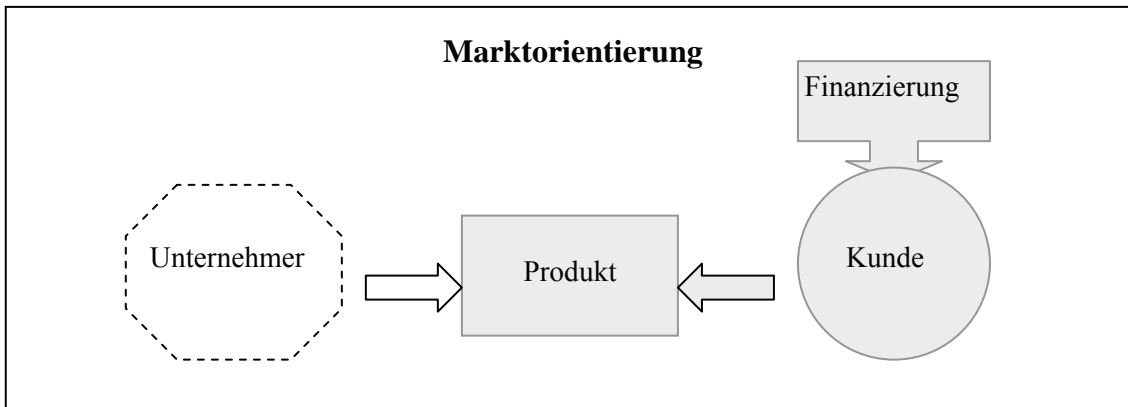 Marktorientierung
Finanzierung
Unternehmer
Produkt
Kunde